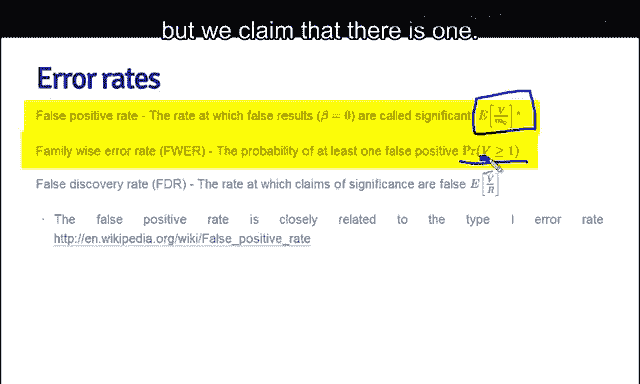 but we claim that there is one.
Error rates
False positive rate - The rate at which false results (β = 0) are called significant E[V/m₀]*
Family wise error rate (FWER) - The probability of at least one false positive Pr(V ≥ 1)
False discovery rate (FDR) - The rate at which claims of significance are false E[V/R]
· The false positive rate is closely related to the type I error rate
http://en.wikipedia.org/wiki/False_positive_rate